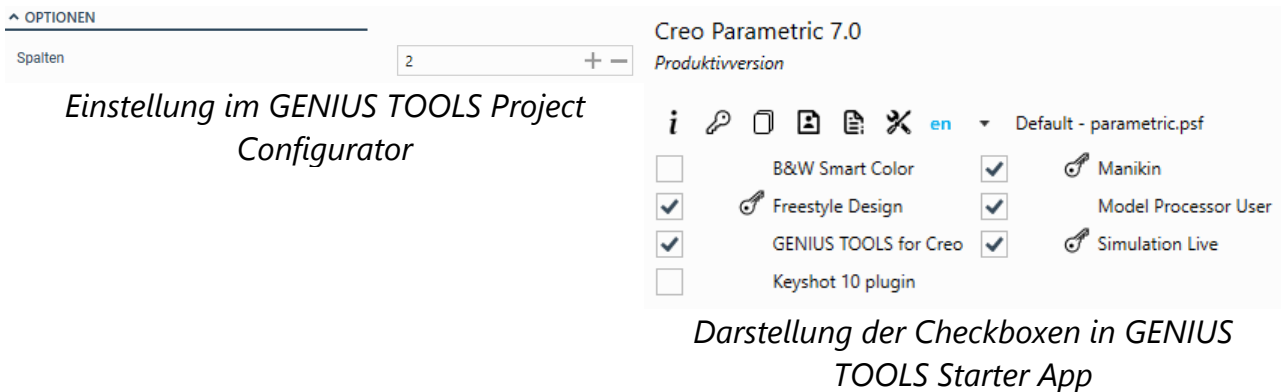 OPTIONEN
Spalten 2
Einstellung im GENIUS TOOLS Project
Configurator
Creo Parametric 7.0
Produktivversion
en Default - parametric.psf
B&W Smart Color Manikin
Freestyle Design Model Processor User
GENIUS TOOLS for Creo Simulation Live
Keyshot 10 plugin
Darstellung der Checkboxen in GENIUS
TOOLS Starter App